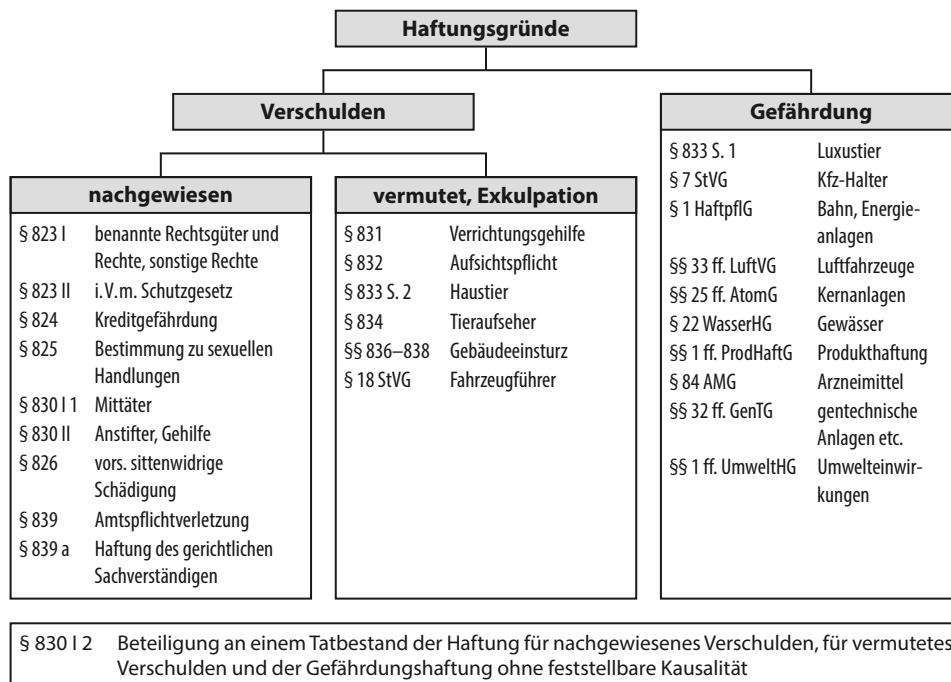 Haftungsgründe
Verschulden
Gefährdung
nachgewiesen
§ 823 I benannte Rechtsgüter und
Rechte, sonstige Rechte
§ 823 II i. V. m. Schutzgesetz
§ 824 Kreditgefährdung
§ 825 Bestimmung zu sexuellen
Handlungen
§ 830 I 1 Mittäter
§ 830 II Anstifter, Gehilfe
§ 826 vors. sittenwidrige
Schädigung
§ 839 Amtspflichtverletzung
§ 839 a Haftung des gerichtlichen
Sachverständigen
vermutet, Exkulpation
§ 831 Verrichtungsgehilfe
§ 832 Aufsichtspflicht
§ 833 S. 2 Haustier
§ 834 Tieraufseher
§§ 836–838 Gebäudeeinsturz
§ 18 StVG Fahrzeugführer
§ 833 S. 1 Luxustier
§ 7 StVG Kfz-Halter
§ 1 HaftpflG Bahn, Energie-
anlagen
§§ 33 ff. LuftVG Luftfahrzeuge
§§ 25 ff. AtomG Kernanlagen
§ 22 WasserHG Gewässer
§§ 1 ff. ProdHaftG Produkthaftung
§ 84 AMG Arzneimittel
§§ 32 ff. GenTG gentechnische
Anlagen etc.
§§ 1 ff. UmweltHG Umwelteinwir-
kungen
§ 830 I 2 Beteiligung an einem Tatbestand der Haftung für nachgewiesenes Verschulden, für vermutetes
Verschulden und der Gefährdungshaftung ohne feststellbare Kausalität